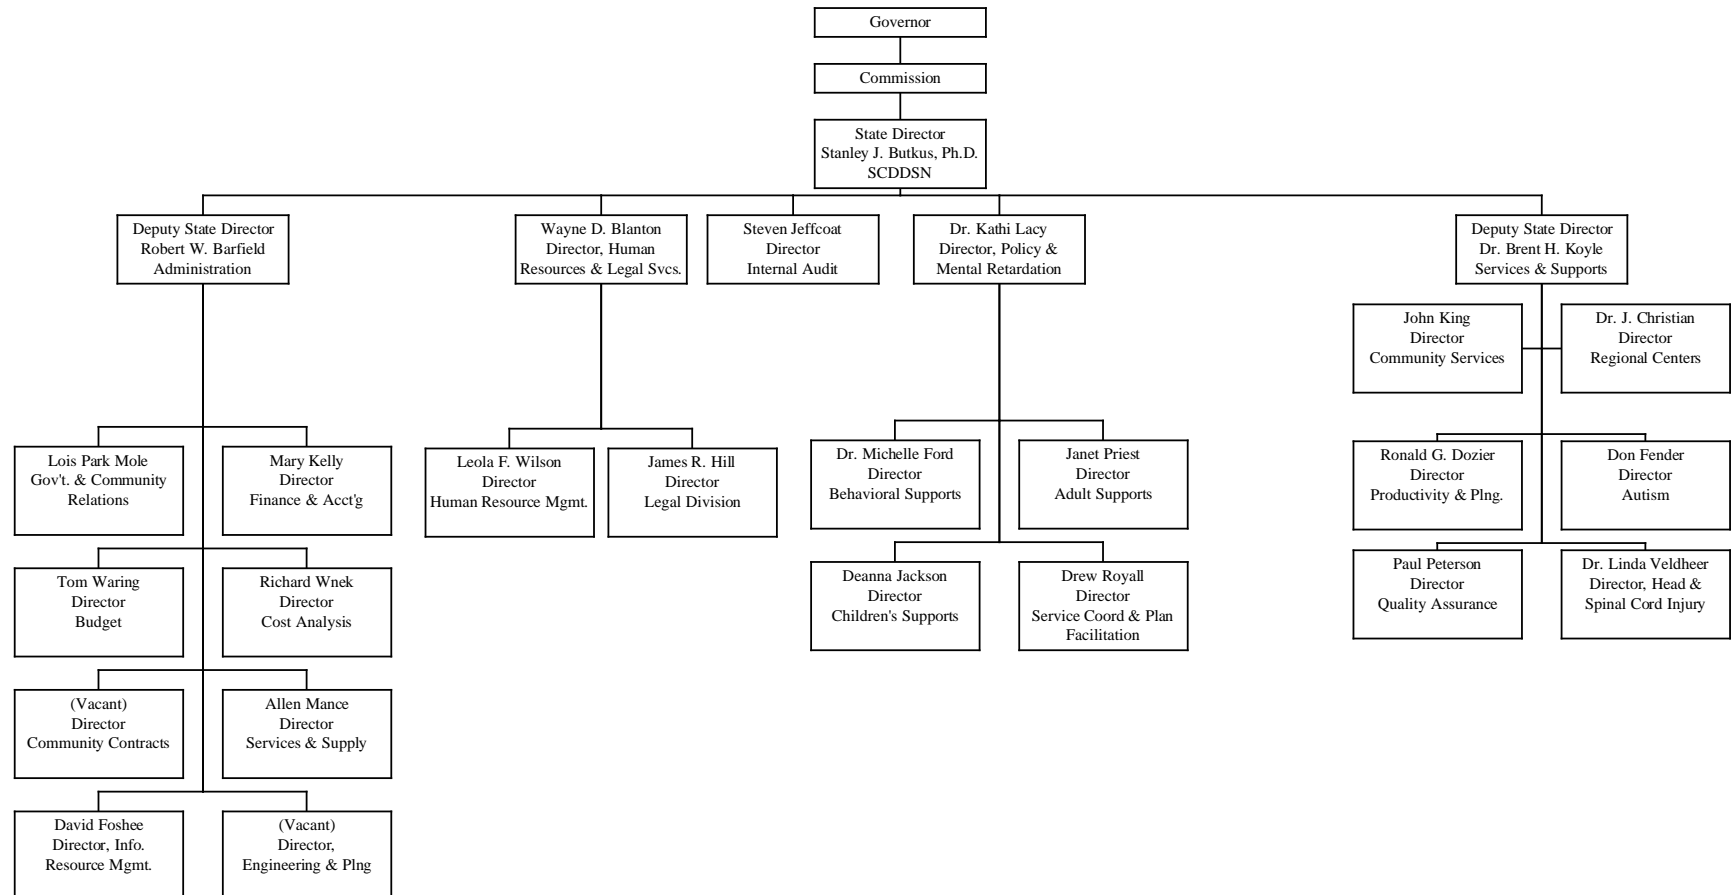 Governor
Commission
State Director
Stanley J. Butkus, Ph.D.
SCDDSN
Deputy State Director
Robert W. Barfield
Administration
Wayne D. Blanton
Director, Human
Resources & Legal Svcs.
Steven Jeffcoat
Director
Internal Audit
Dr. Kathi Lacy
Director, Policy &
Mental Retardation
Deputy State Director
Dr. Brent H. Koyle
Services & Supports
John King
Director
Community Services
Dr. J. Christian
Director
Regional Centers
Lois Park Mole
Gov't. & Community
Relations
Mary Kelly
Director
Finance & Acct'g
Leola F. Wilson
Director
Human Resource Mgmt.
James R. Hill
Director
Legal Division
Dr. Michelle Ford
Director
Behavioral Supports
Janet Priest
Director
Adult Supports
Ronald G. Dozier
Director
Productivity & Plng.
Don Fender
Director
Autism
Tom Waring
Director
Budget
Richard Wnek
Director
Cost Analysis
Deanna Jackson
Director
Children's Supports
Drew Royall
Director
Service Coord & Plan
Facilitation
Paul Peterson
Director
Quality Assurance
Dr. Linda Veldheer
Director, Head &
Spinal Cord Injury
(Vacant)
Director
Community Contracts
Allen Mance
Director
Services & Supply
David Foshee
Director, Info.
Resource Mgmt.
(Vacant)
Director,
Engineering & Plng